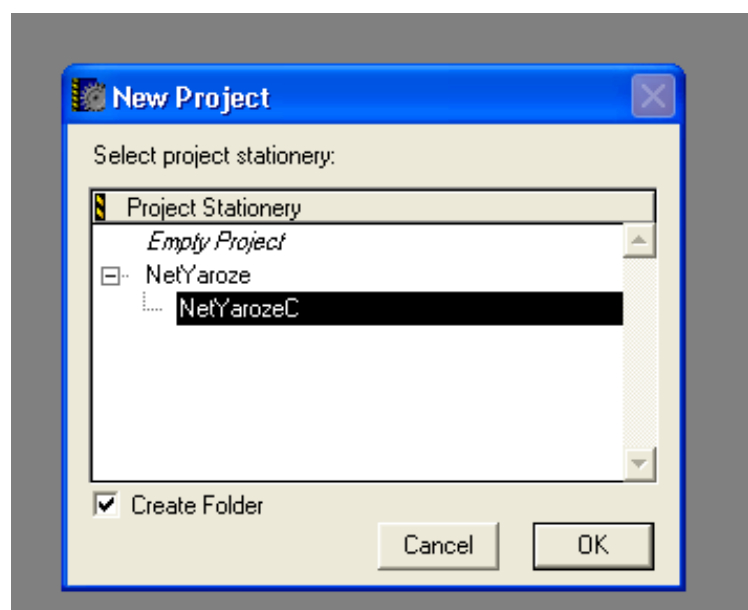 New Project
Select project stationery:
Project Stationery
Empty Project
NetYaroze
NetYarozeC
Create Folder
Cancel OK